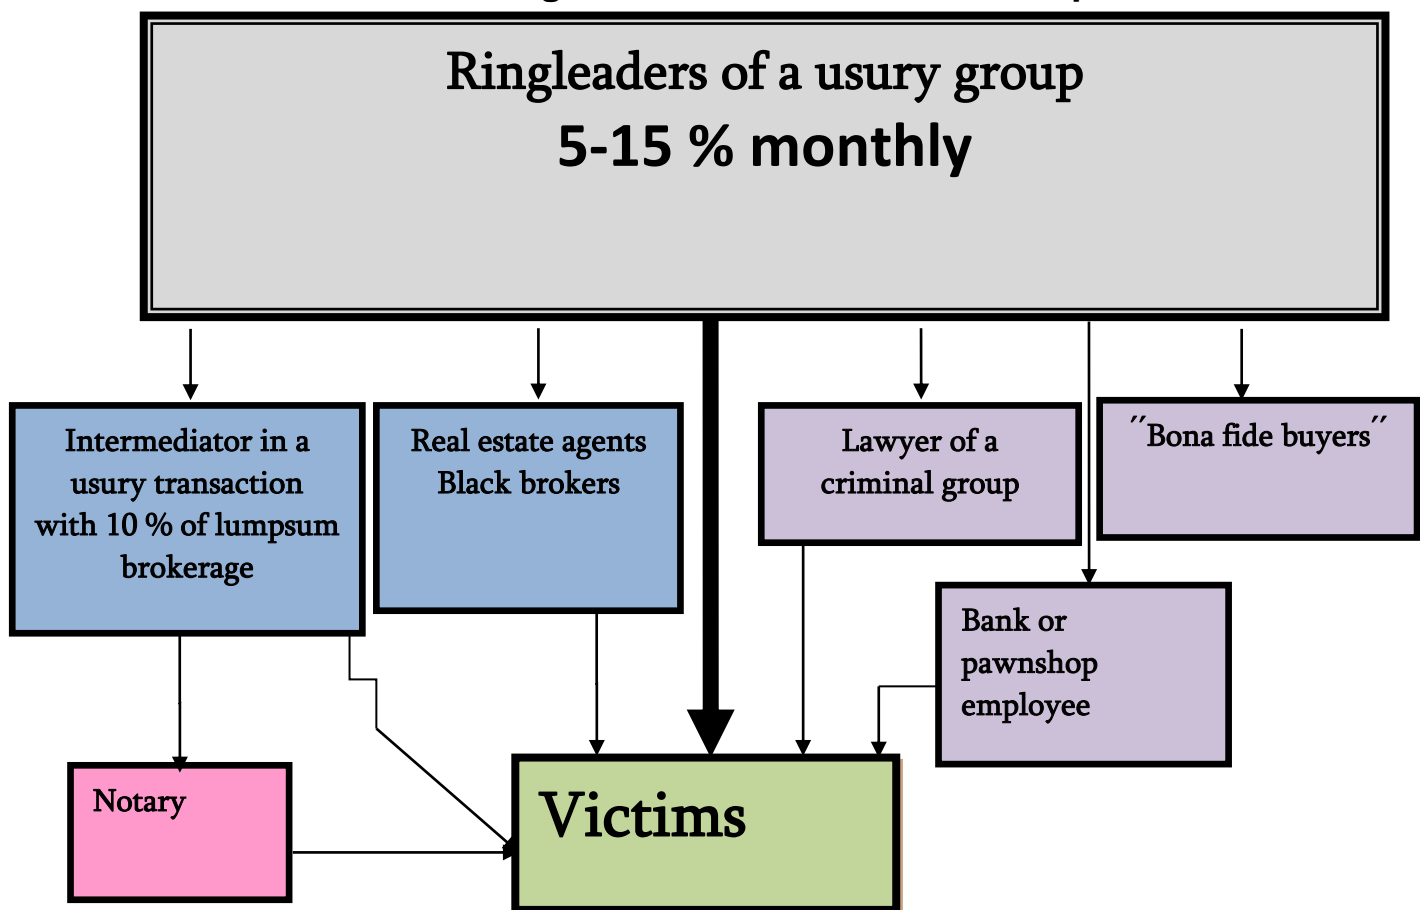 Ringleaders of a usury group
5-15 % monthly
Intermediator in a
usury transaction
with 10 % of lumpsum
brokerage
Real estate agents
Black brokers
Lawyer of a
criminal group
˝Bona fide buyers˝
Bank or
pawnshop
employee
Notary
Victims